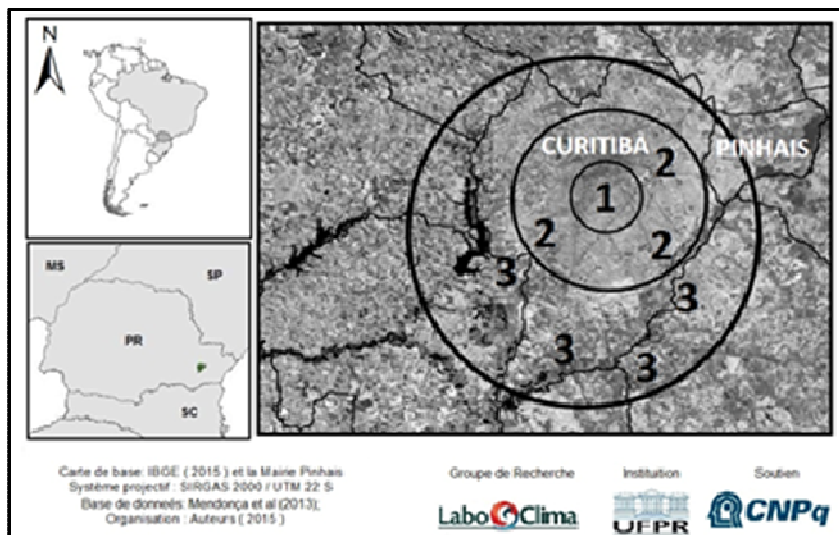 N
MS
SP
PR
SC
CURITIBA
PINHAIS
1
2
2
2
3
3
3
3
Carte de base: IBGE ( 2015 ) et la Mairie Pinhais
Système projectif : SIRGAS 2000 / UTM 22 S
Base de donneés: Mendonça et al (2013);
Organisation : Auteurs ( 2015 )
Groupe de Recherche
Institution
Soutien
LaboClima
UFPR
CNPq